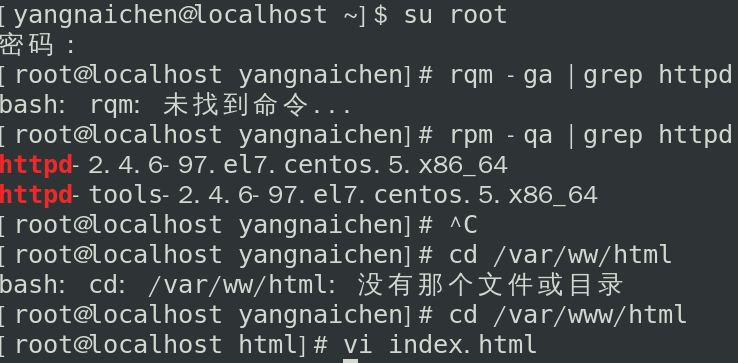 [yangnaichen@localhost ~]$ su root
密码：
[root@localhost yangnaichen]# rqm -ga |grep httpd
bash: rqm: 未找到命令...
[root@localhost yangnaichen]# rpm -qa |grep httpd
httpd-2.4.6-97.el7.centos.5.x86_64
httpd-tools-2.4.6-97.el7.centos.5.x86_64
[root@localhost yangnaichen]# ^C
[root@localhost yangnaichen]# cd /var/ww/html
bash: cd: /var/ww/html: 没有那个文件或目录
[root@localhost yangnaichen]# cd /var/www/html
[root@localhost html]# vi index.html